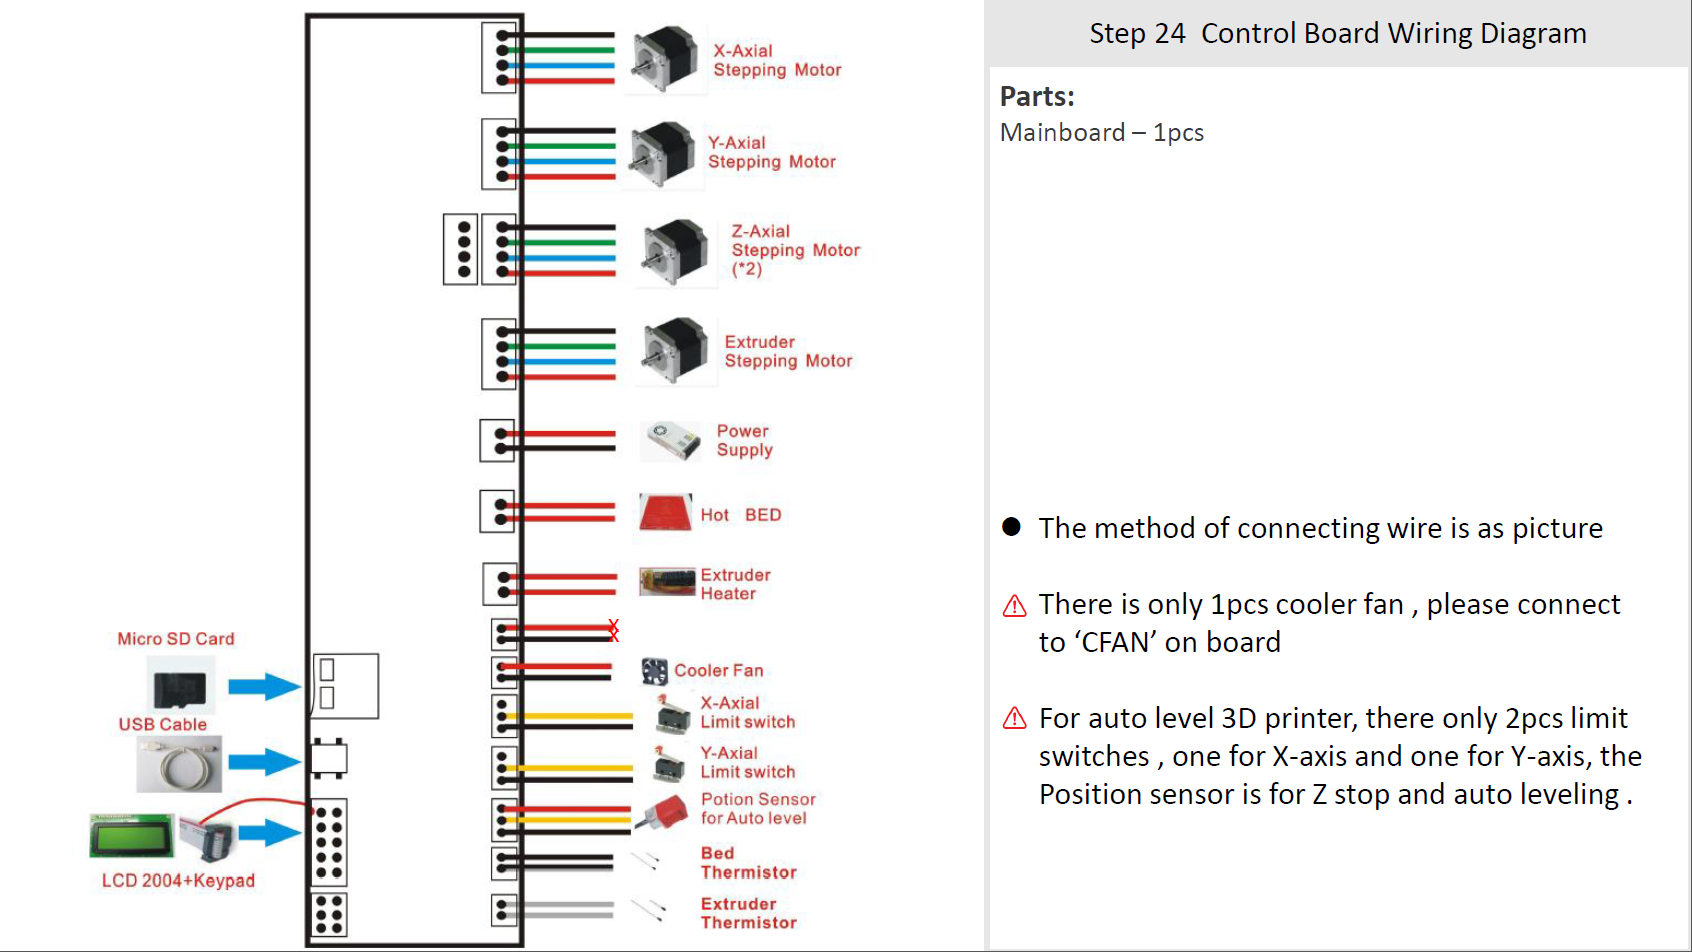 X-Axial
Stepping Motor
Y-Axial
Stepping Motor
Z-Axial
Stepping Motor
(*2)
Extruder
Stepping Motor
Power
Supply
Hot BED
Extruder
Heater
X
X
Cooler Fan
X-Axial
Limit switch
Y-Axial
Limit switch
Potion Sensor
for Auto level
Bed
Thermistor
Extruder
Thermistor
Micro SD Card
USB Cable
LCD 2004+Keypad
Step 24 Control Board Wiring Diagram
Parts:
Mainboard – 1pcs
The method of connecting wire is as picture
There is only 1pcs cooler fan , please connect
to ‘CFAN’ on board
For auto level 3D printer, there only 2pcs limit
switches , one for X-axis and one for Y-axis, the
Position sensor is for Z stop and auto leveling .